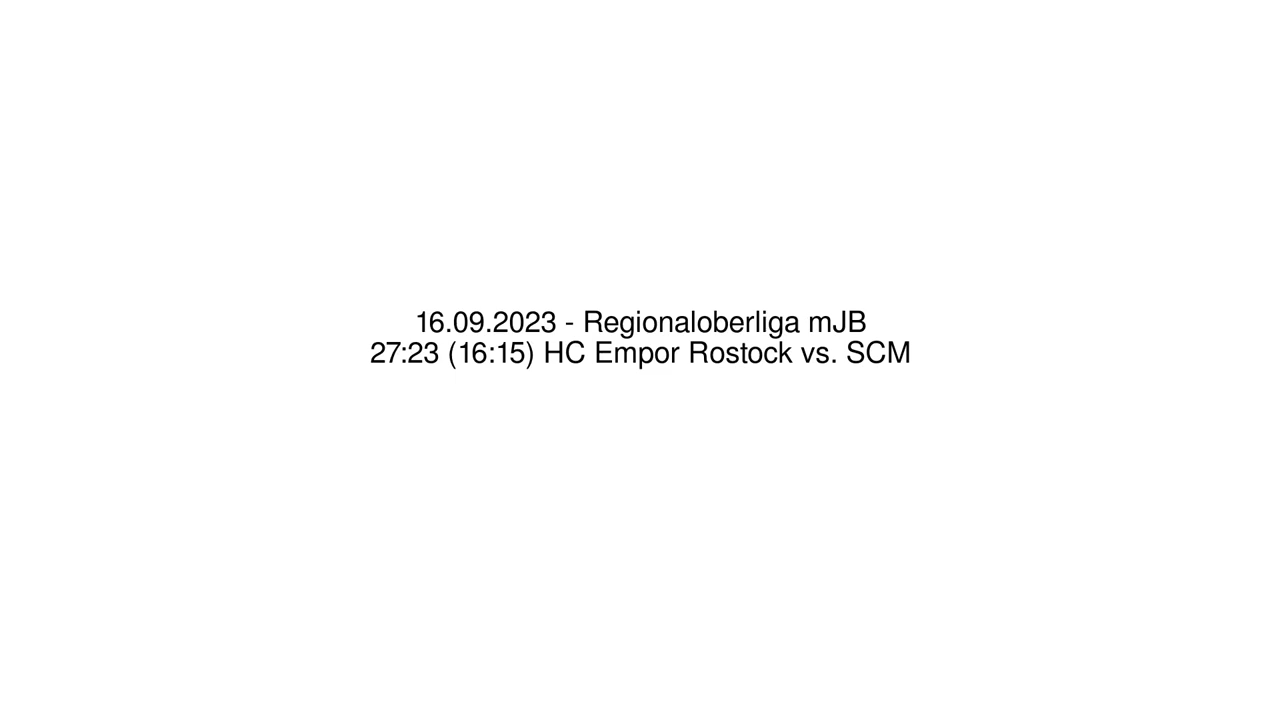 16.09.2023 - Regionaloberliga mJB
27:23 (16:15) HC Empor Rostock vs. SCM